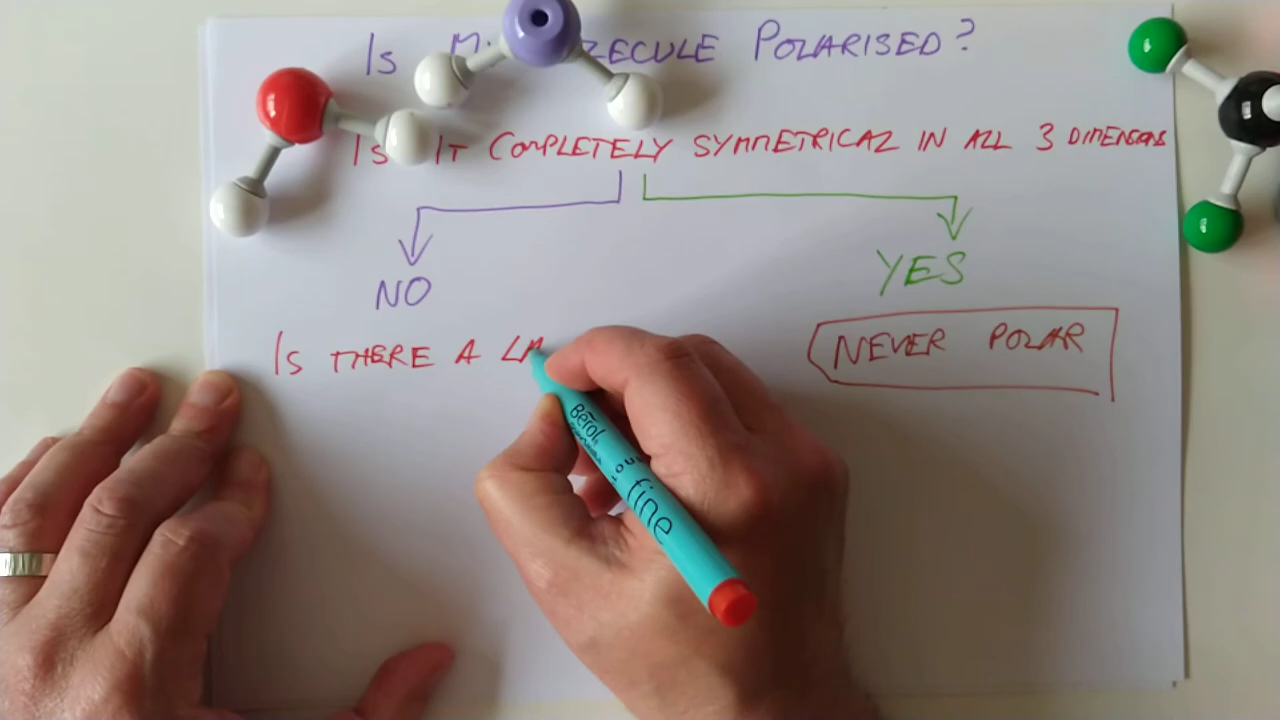 Is M ECULE POLARISED?
Is IT COMPLETELY SYMMETRICAL IN ALL 3 DIMENSIONS
NO
YES
Is THERE A LA
NEVER POLAR
Berol
fine